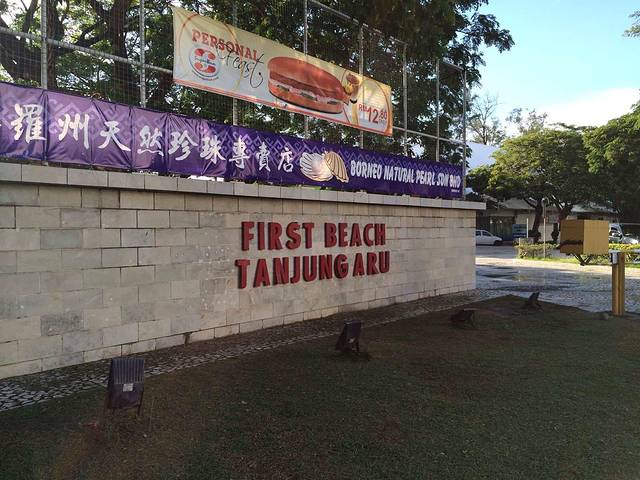 PERSONAL
Feast
RM12.80
羅州天然珍珠專賣店
BORNEO NATURAL PEARL SDN BHD
FIRST BEACH
TANJUNG ARU